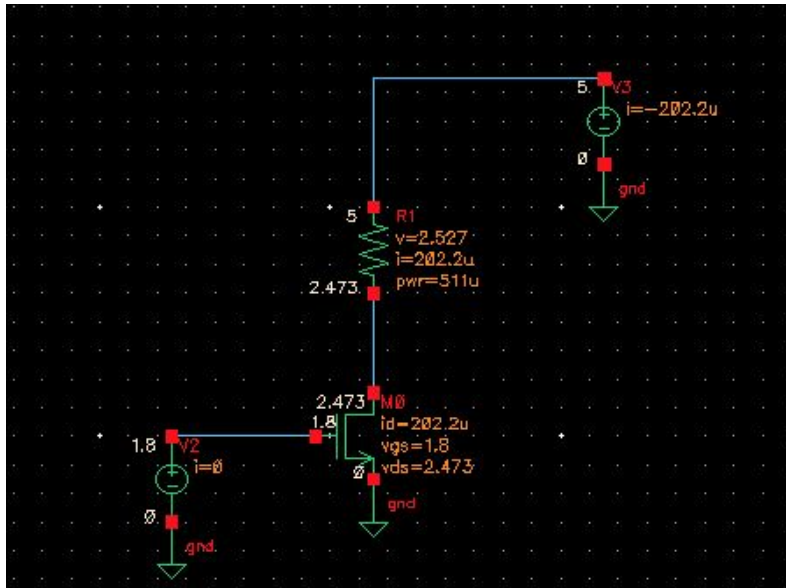 5 V3
i=-202.2u
0
gnd
5 R1
v=2.527
i=202.2u
pwr=511u
2.473
2.473 M0
1.8 id=202.2u
vgs=1.8
vds=2.473
0
gnd
1.8 V2
i=0
0
gnd